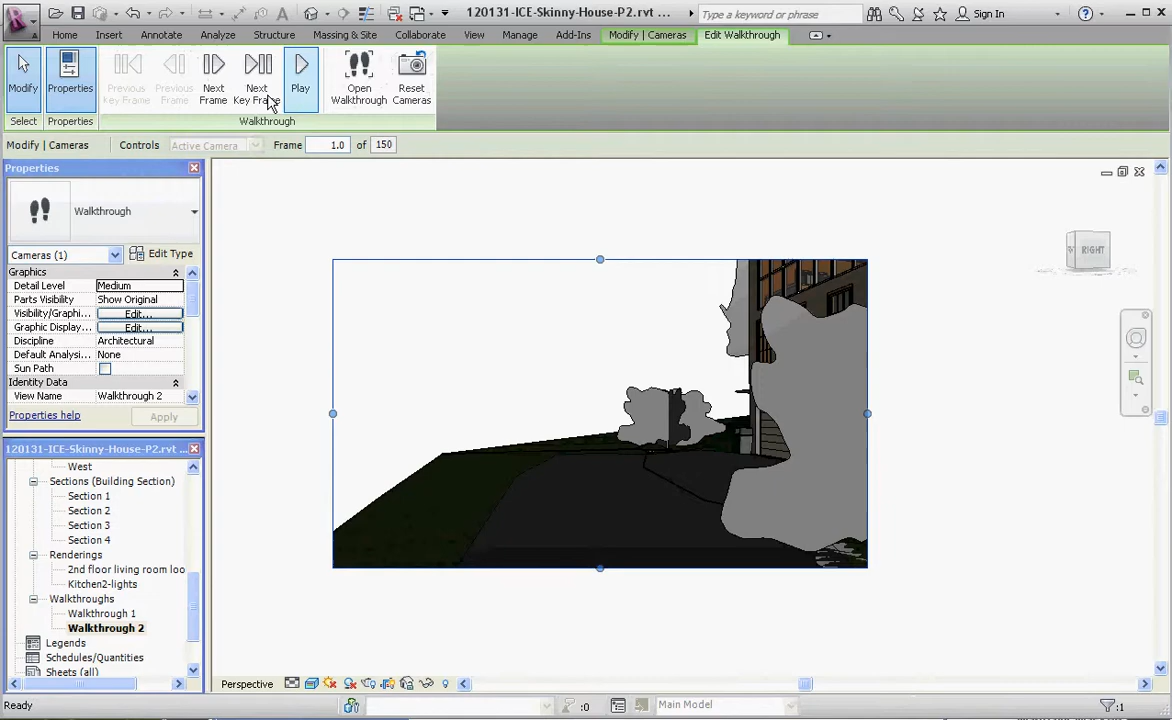 120131-ICE-Skinny-House-P2.rvt ...
Type a keyword or phrase
Sign In
Home Insert Annotate Analyze Structure Massing & Site Collaborate View Manage Add-Ins Modify | Cameras Edit Walkthrough
Modify
Properties
Previous Key Frame
Previous Frame
Next Frame
Next Key Frame
Play
Open Walkthrough
Reset Cameras
Select Properties Walkthrough
Modify | Cameras Controls Active Camera Frame 1.0 of 150
Properties
Walkthrough
Cameras (1) Edit Type
Graphics
Detail Level Medium
Parts Visibility Show Original
Visibility/Graphi... Edit...
Graphic Display... Edit...
Discipline Architectural
Default Analysi... None
Sun Path
Identity Data
View Name Walkthrough 2
Properties help Apply
120131-ICE-Skinny-House-P2.rvt
West
Sections (Building Section)
Section 1
Section 2
Section 3
Section 4
Renderings
2nd floor living room loo
Kitchen2-lights
Walkthroughs
Walkthrough 1
Walkthrough 2
Legends
Schedules/Quantities
Sheets (all)
RIGHT
Perspective
Ready
:0
Main Model
:1